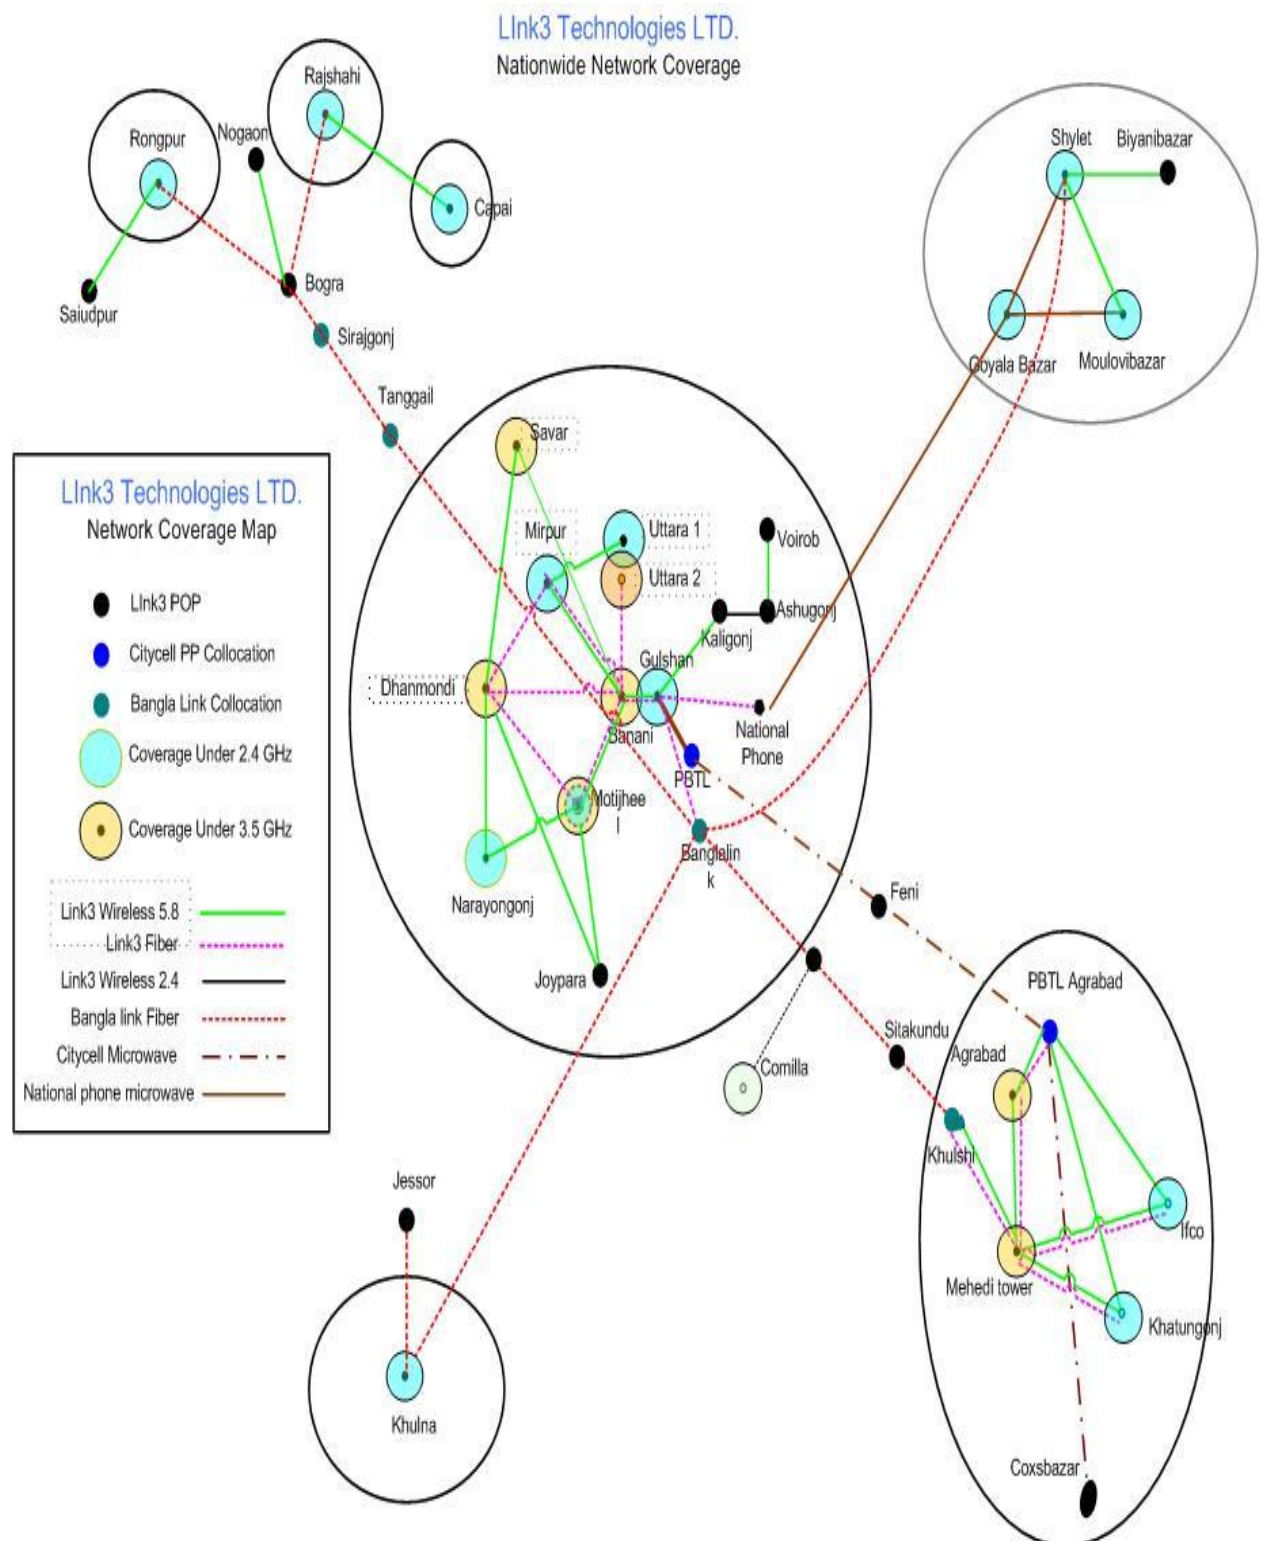 LInk3 Technologies LTD.
Nationwide Network Coverage
Rajshahi
Rongpur
Nogaon
Capai
Saiudpur
Bogra
Sirajgonj
Tanggail
Shylet
Biyanibazar
Goyala Bazar
Moulovibazar
LInk3 Technologies LTD.
Network Coverage Map
LInk3 POP
Citycell PP Collocation
Bangla Link Collocation
Coverage Under 2.4 GHz
Coverage Under 3.5 GHz
Link3 Wireless 5.8
Link3 Fiber
Link3 Wireless 2.4
Bangla link Fiber
Citycell Microwave
National phone microwave
Savar
Mirpur
Uttara 1
Uttara 2
Voirob
Ashugonj
Kaligonj
Gulshan
Dhanmondi
Banani
National
Phone
PBTL
Motijhee
l
Banglalin
k
Narayongonj
Joypara
Feni
Comilla
Sitakundu
PBTL Agrabad
Agrabad
Khulshi
Ifco
Mehedi tower
Khatungonj
Coxsbazar
Jessor
Khulna